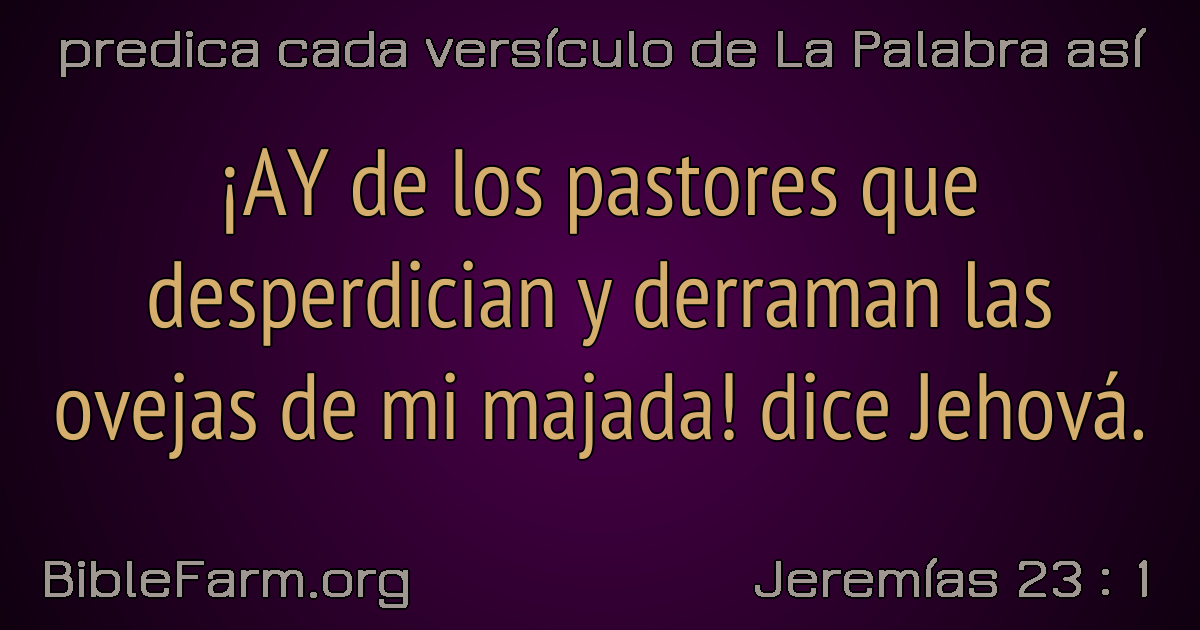 predica cada versículo de La Palabra así
¡AY de los pastores que
desperdician y derraman las
ovejas de mi majada! dice Jehová.
BibleFarm.org
Jeremías 23 : 1